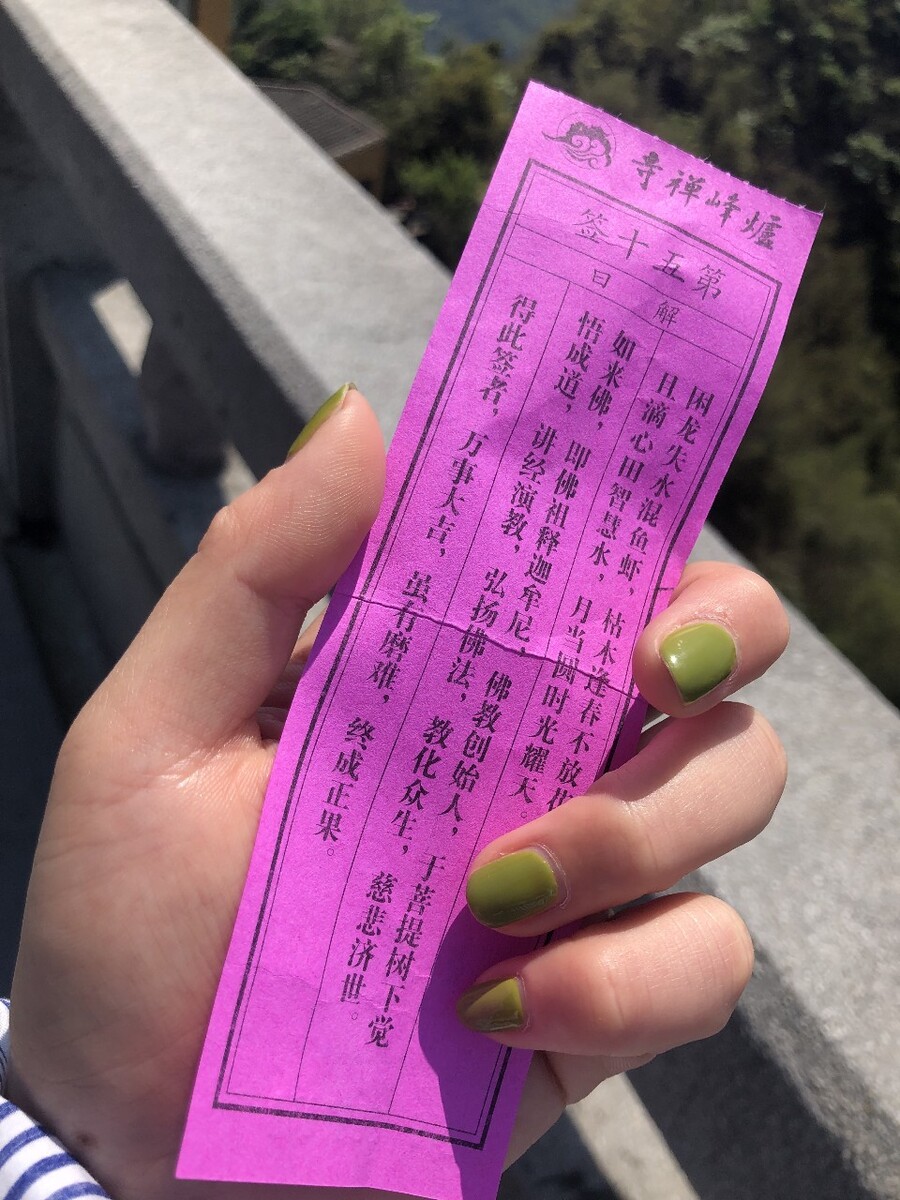 爐峰禪寺
第五十签
解曰
困龙失水混鱼虾，枯木逢春不放
且滴心田智慧水，月当圆时光耀天。
如来佛，即佛祖释迦牟尼，佛教创始人，于菩提树下觉
悟成道，讲经演教，弘扬佛法，教化众生，慈悲济世。
得此签者，万事大吉，虽有磨难，终成正果。